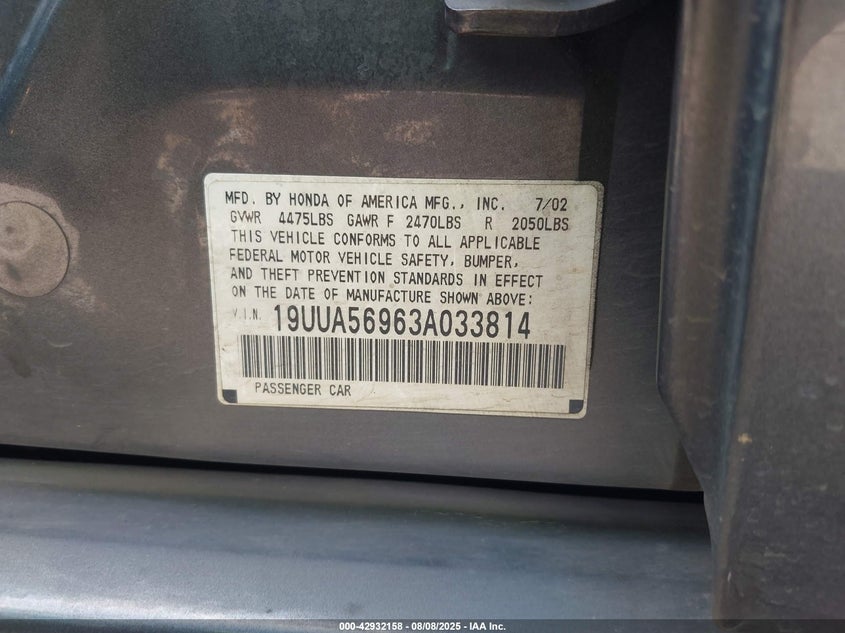 MFD. BY HONDA OF AMERICA MFG., INC. 7/02
GVWR 4475LBS GAWR F 2470LBS R 2050LBS
THIS VEHICLE CONFORMS TO ALL APPLICABLE
FEDERAL MOTOR VEHICLE SAFETY, BUMPER,
AND THEFT PREVENTION STANDARDS IN EFFECT
ON THE DATE OF MANUFACTURE SHOWN ABOVE:
V.I.N. 19UUA56963A033814
PASSENGER CAR
000-42932158 - 08/08/2025 - IAA Inc.